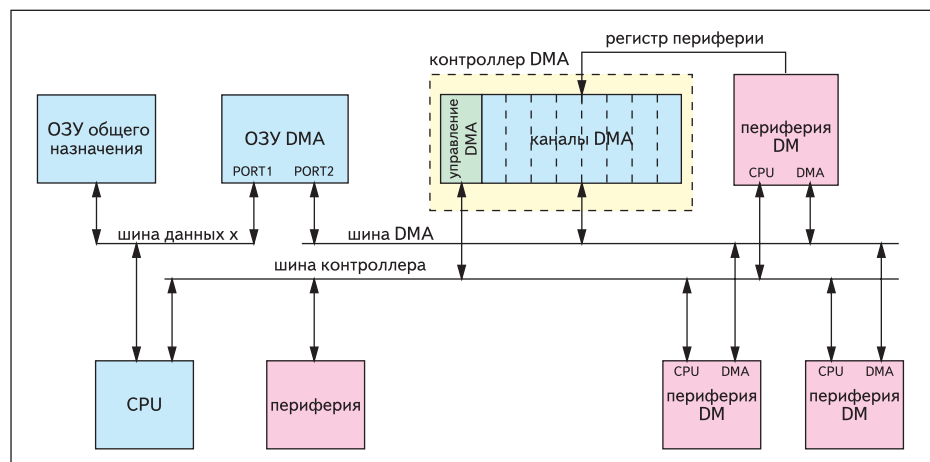 регистр периферии
контроллер DMA
ОЗУ общего
назначения
ОЗУ DMA
PORT1 PORT2
управление
DMA
каналы DMA
периферия
DM
CPU DMA
шина данных x
шина DMA
шина контроллера
CPU
периферия
CPU DMA
периферия
DM
CPU DMA
периферия
DM